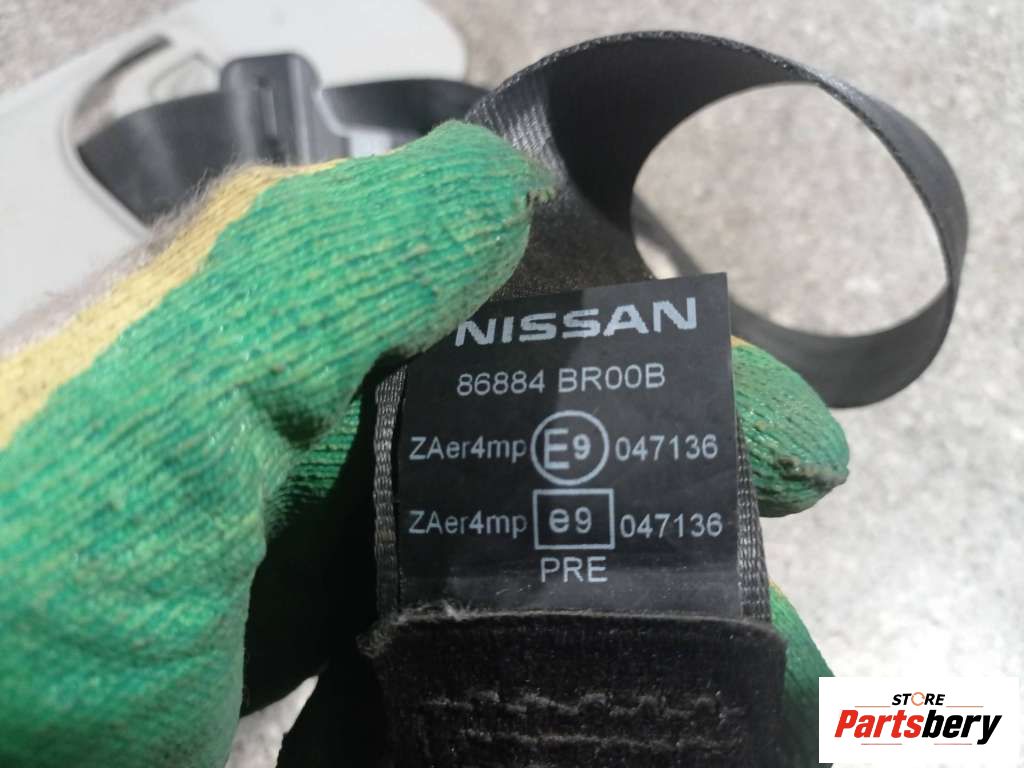 NISSAN
86884 BR00B
ZAer4mp E9 047136
ZAer4mp e9 047136
PRE
STORE
Partsbery